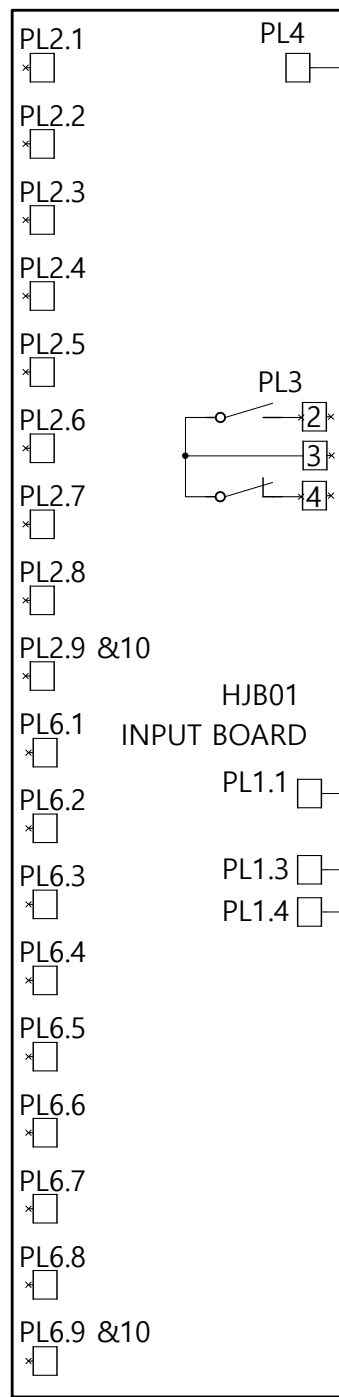 PL2.1
PL4
PL2.2
PL2.3
PL2.4
PL2.5
PL3
PL2.6
2
3
PL2.7
4
PL2.8
PL2.9 &10
HJB01
PL6.1
INPUT BOARD
PL1.1
PL6.2
PL6.3
PL1.3
PL1.4
PL6.4
PL6.5
PL6.6
PL6.7
PL6.8
PL6.9 &10